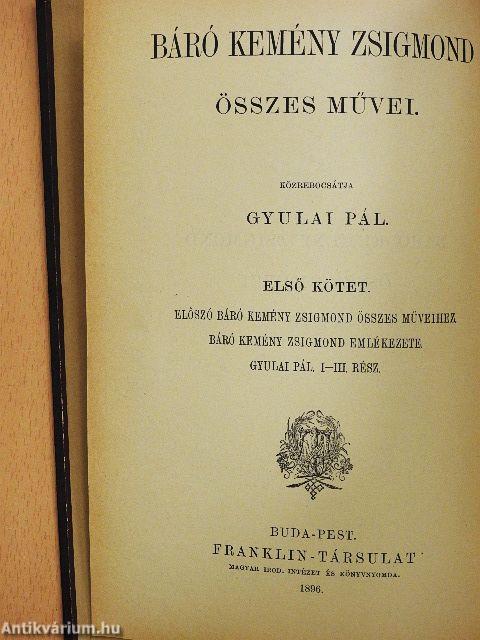 BÁRÓ KEMÉNY ZSIGMOND
ÖSSZES MŰVEI.
KÖZREBOCSÁTJA
GYULAI PÁL.
ELSŐ KÖTET.
ELŐSZÓ BÁRÓ KEMÉNY ZSIGMOND ÖSSZES MŰVEIHEZ.
BÁRÓ KEMÉNY ZSIGMOND EMLÉKEZETE.
GYULAI PÁL. I–III. RÉSZ.
BUDA-PEST.
FRANKLIN-TÁRSULAT
MAGYAR IROD. INTÉZET ÉS KÖNYVNYOMDA.
1896.
Antikvárium.hu